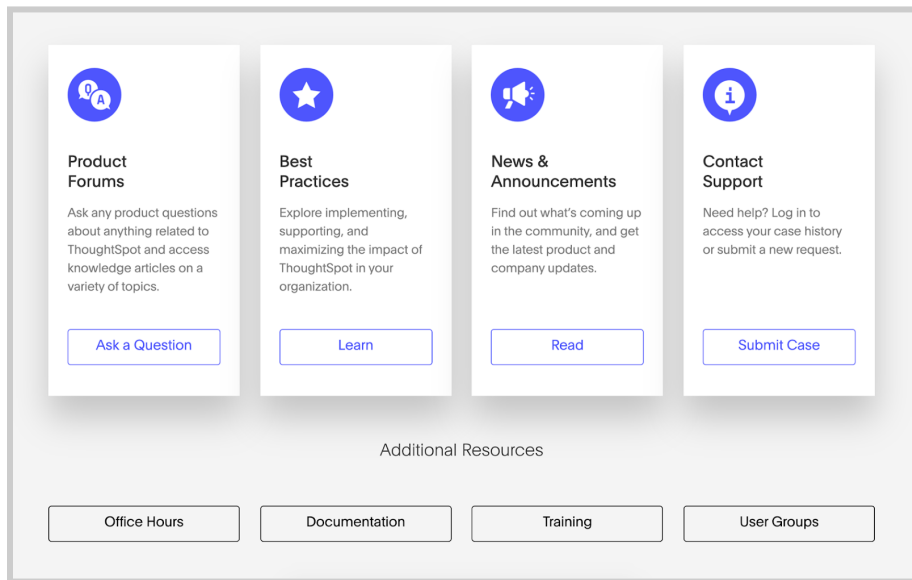 Q
A
Product
Forums
Ask any product questions
about anything related to
ThoughtSpot and access
knowledge articles on a
variety of topics.
Ask a Question
Best
Practices
Explore implementing,
supporting, and
maximizing the impact of
ThoughtSpot in your
organization.
Learn
News &
Announcements
Find out what's coming up
in the community, and get
the latest product and
company updates.
Read
i
Contact
Support
Need help? Log in to
access your case history
or submit a new request.
Submit Case
Additional Resources
Office Hours
Documentation
Training
User Groups